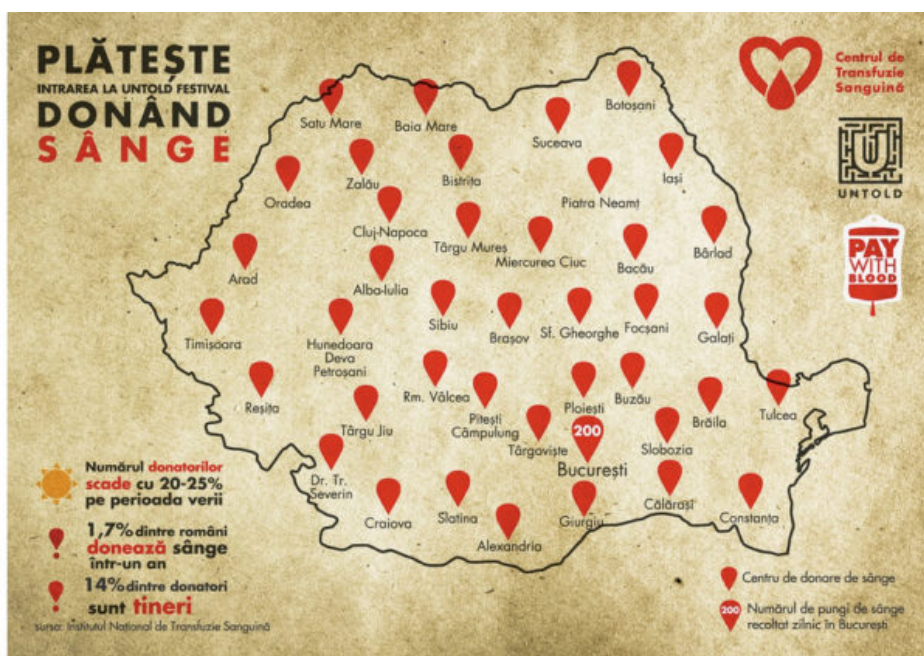 PLĂTEȘTE
INTRAREA LA UNTOLD FESTIVAL
DONÂND
SÂNGE
Centrul de
Transfuzie
Sanguină
UNTOLD
PAY
WITH
BLOOD
Satu Mare
Baia Mare
Suceava
Botoșani
Oradea
Zalău
Bistrița
Piatra Neamț
Iași
Cluj-Napoca
Târgu Mureș
Miercurea Ciuc
Bacău
Bârlad
Arad
Alba-Iulia
Timișoara
Hunedoara
Deva
Petroșani
Sibiu
Brașov
Sf. Gheorghe
Focșani
Galați
Reșița
Târgu Jiu
Rm. Vâlcea
Pitești
Câmpulung
Târgoviște
Ploiești
Buzău
Slobozia
Brăila
Tulcea
200
București
Dr. Tr.
Severin
Craiova
Slatina
Alexandria
Giurgiu
Călărași
Constanța
Numărul donatorilor
scade cu 20-25%
pe perioada verii
1,7% dintre români
donează sânge
într-un an
14% dintre donatori
sunt tineri
sursa: Institutul Național de Transfuzie Sanguină
Centru de donare de sânge
200
Numărul de pungi de sânge
recoltat zilnic în București